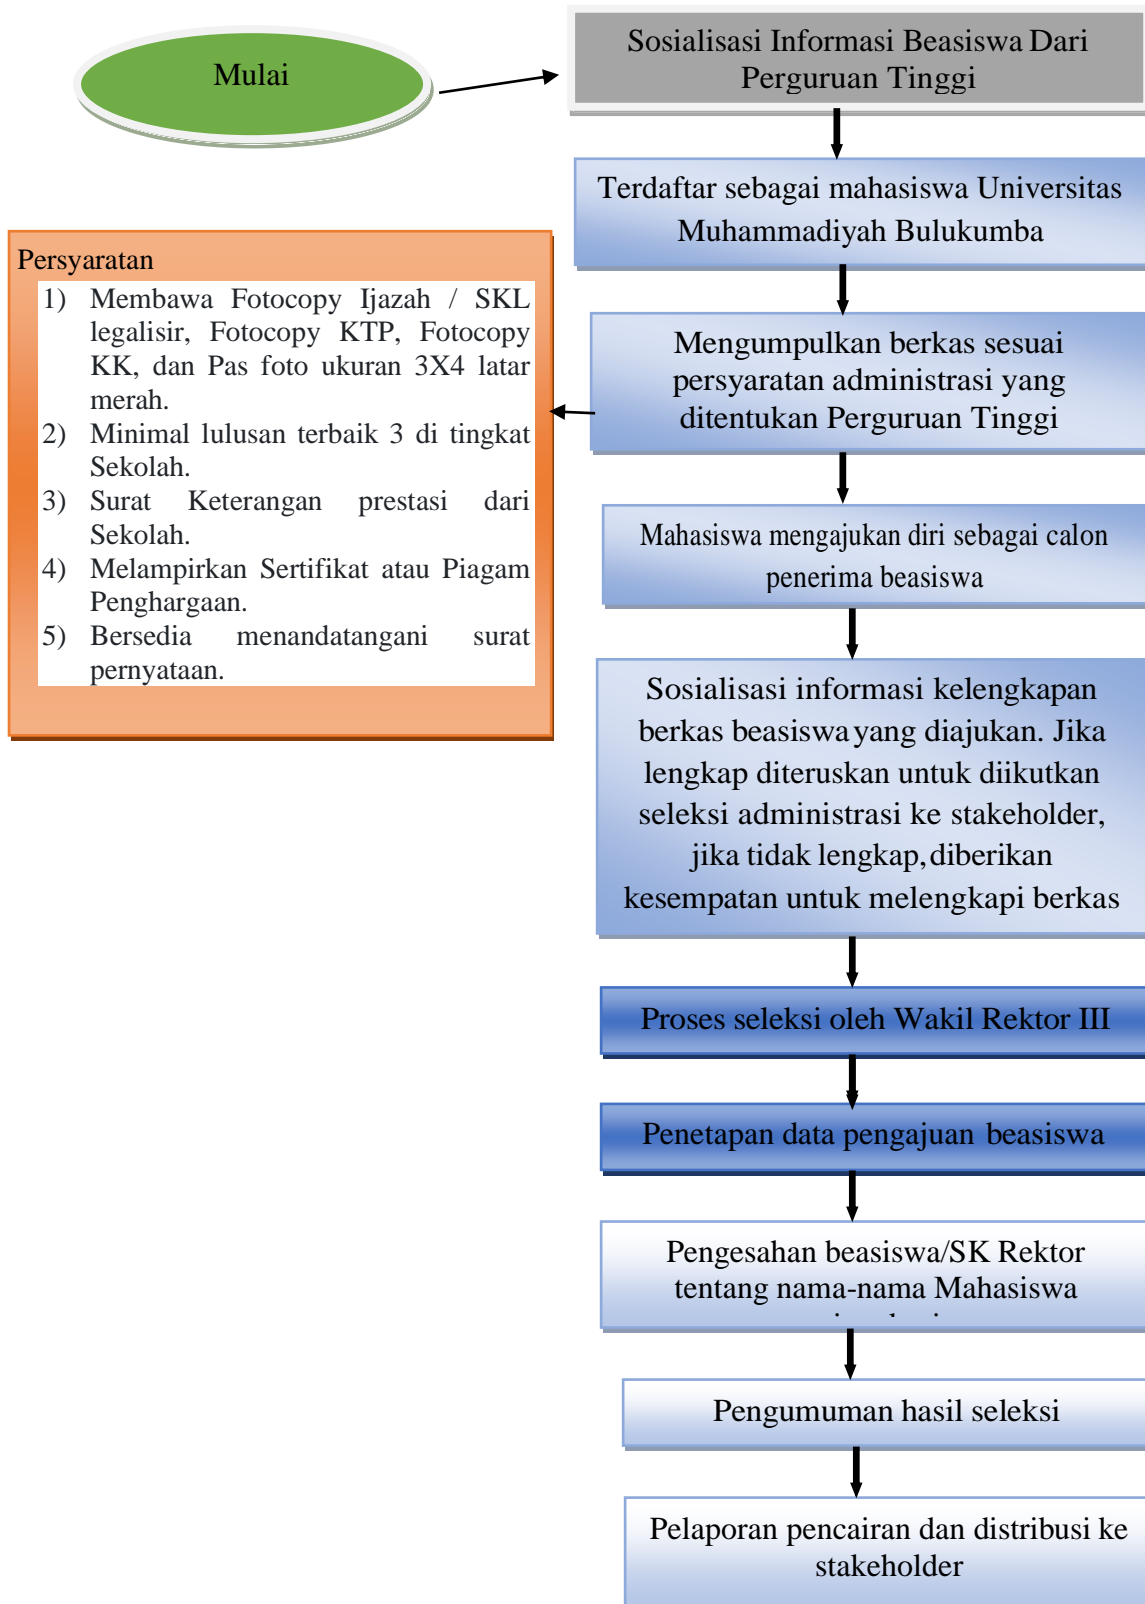 Mulai
Sosialisasi Informasi Beasiswa Dari
Perguruan Tinggi
Terdaftar sebagai mahasiswa Universitas
Muhammadiyah Bulukumba
Mengumpulkan berkas sesuai
persyaratan administrasi yang
ditentukan Perguruan Tinggi
Persyaratan
1) Membawa Fotocopy Ijazah / SKL
legalisir, Fotocopy KTP, Fotocopy
KK, dan Pas foto ukuran 3X4 latar
merah.
2) Minimal lulusan terbaik 3 di tingkat
Sekolah.
3) Surat Keterangan prestasi dari
Sekolah.
4) Melampirkan Sertifikat atau Piagam
Penghargaan.
5) Bersedia menandatangani surat
pernyataan.
Mahasiswa mengajukan diri sebagai calon
penerima beasiswa
Sosialisasi informasi kelengkapan
berkas beasiswa yang diajukan. Jika
lengkap diteruskan untuk diikutkan
seleksi administrasi ke stakeholder,
jika tidak lengkap, diberikan
kesempatan untuk melengkapi berkas
Proses seleksi oleh Wakil Rektor III
Penetapan data pengajuan beasiswa
Pengesahan beasiswa/SK Rektor
tentang nama-nama Mahasiswa
Pengumuman hasil seleksi
Pelaporan pencairan dan distribusi ke
stakeholder